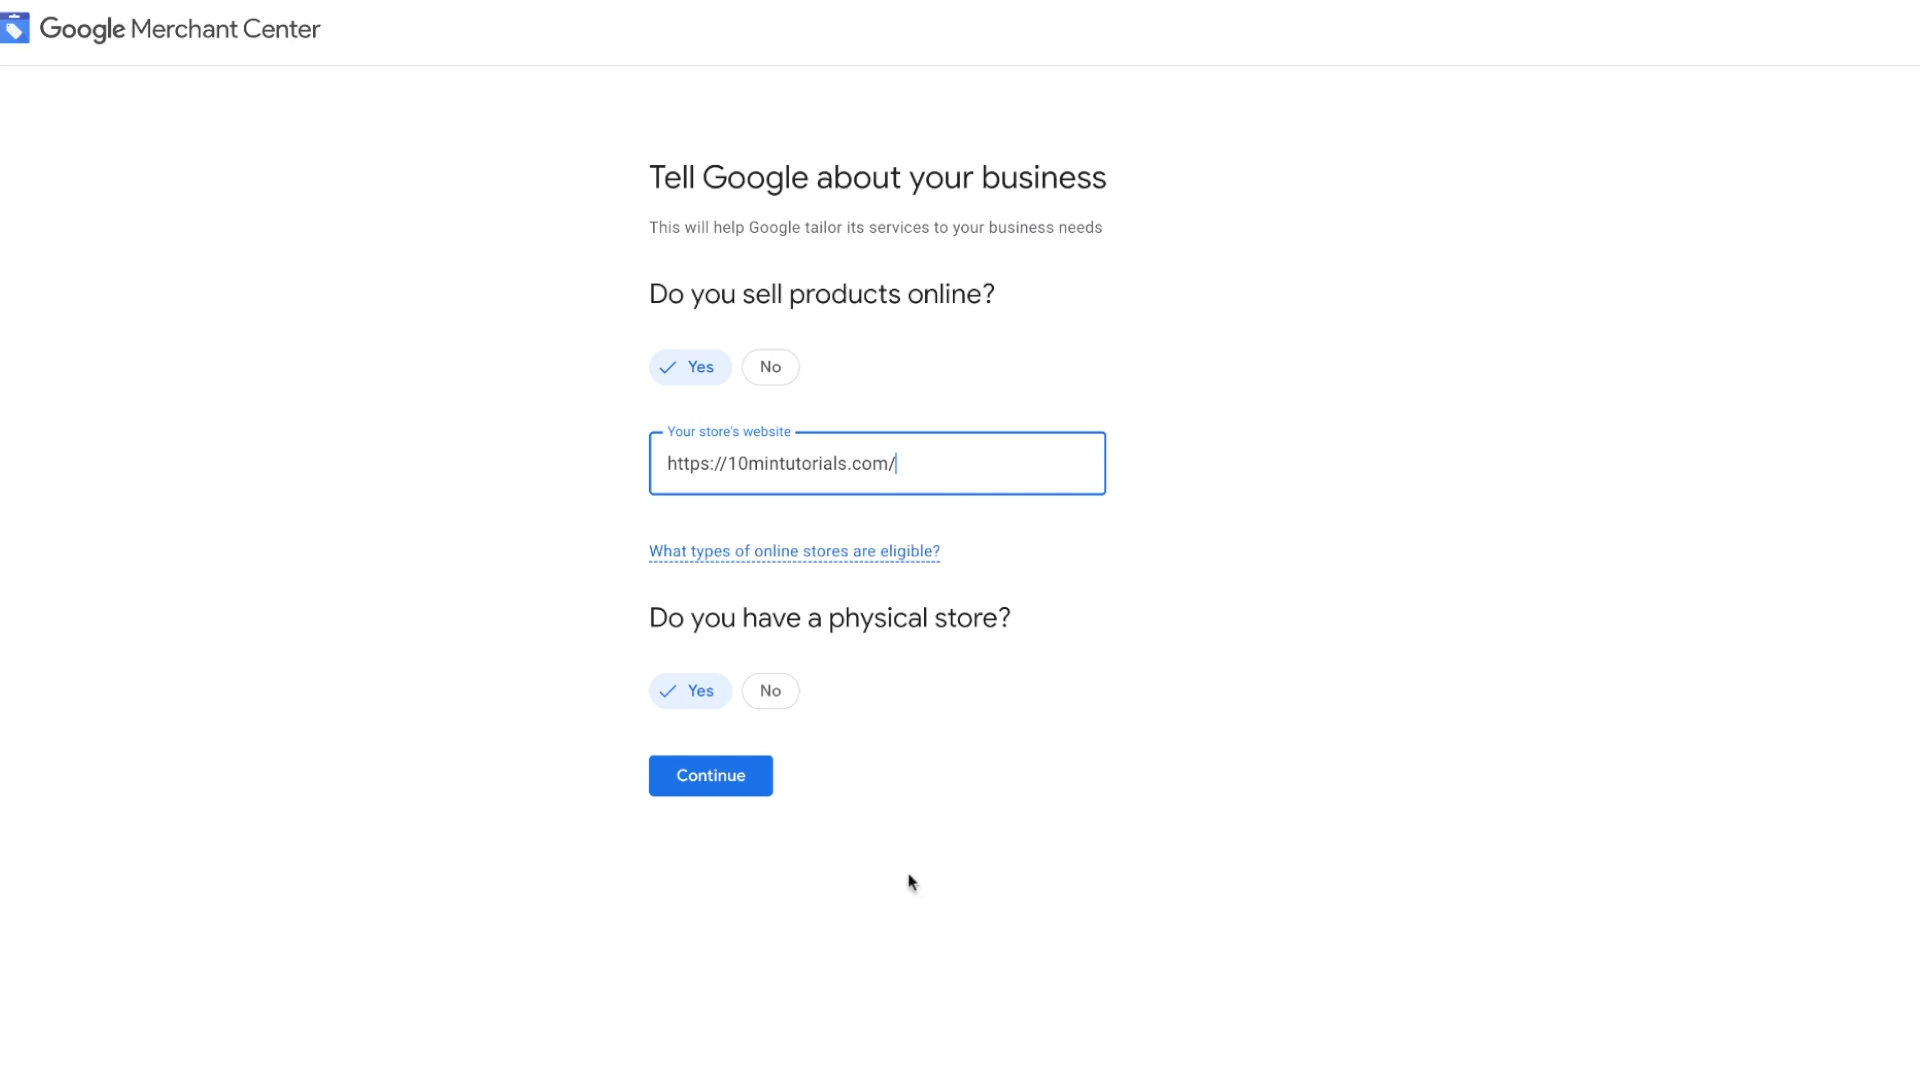 Google Merchant Center
Tell Google about your business
This will help Google tailor its services to your business needs
Do you sell products online?
Yes No
Your store's website
https://10mintutorials.com/
What types of online stores are eligible?
Do you have a physical store?
Yes No
Continue